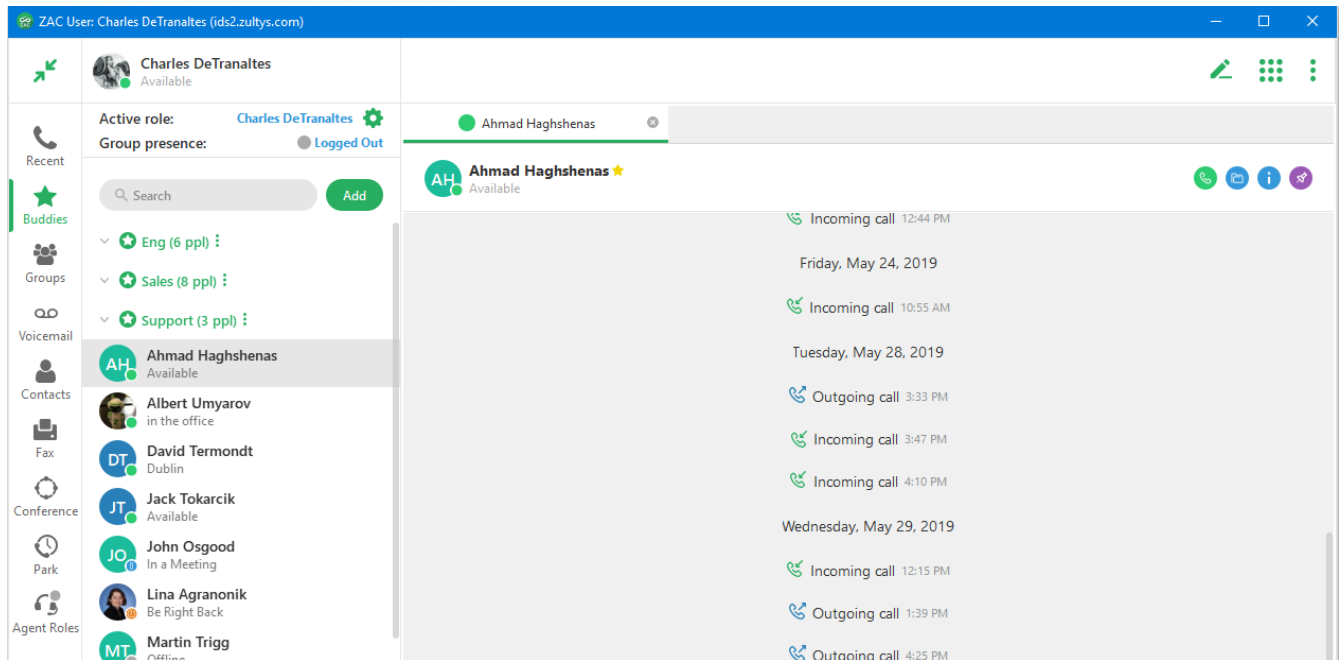 ZAC User: Charles DeTranaltes (ids2.zultys.com)
Charles DeTranaltes
Available
Recent
Buddies
Groups
Voicemail
Contacts
Fax
Conference
Park
Agent Roles
Active role: Charles DeTranaltes
Group presence: Logged Out
Search Add
Eng (6 ppl)
Sales (8 ppl)
Support (3 ppl)
AH Ahmad Haghshenas
Available
Albert Umyarov
in the office
DT David Termondt
Dublin
JT Jack Tokarcik
Available
JO John Osgood
In a Meeting
Lina Agranonik
Be Right Back
MT Martin Trigg
Offline
Ahmad Haghshenas
AH Ahmad Haghshenas
Available
Incoming call 12:44 PM
Friday, May 24, 2019
Incoming call 10:55 AM
Tuesday, May 28, 2019
Outgoing call 3:33 PM
Incoming call 3:47 PM
Incoming call 4:10 PM
Wednesday, May 29, 2019
Incoming call 12:15 PM
Outgoing call 1:39 PM
Outgoing call 4:25 PM